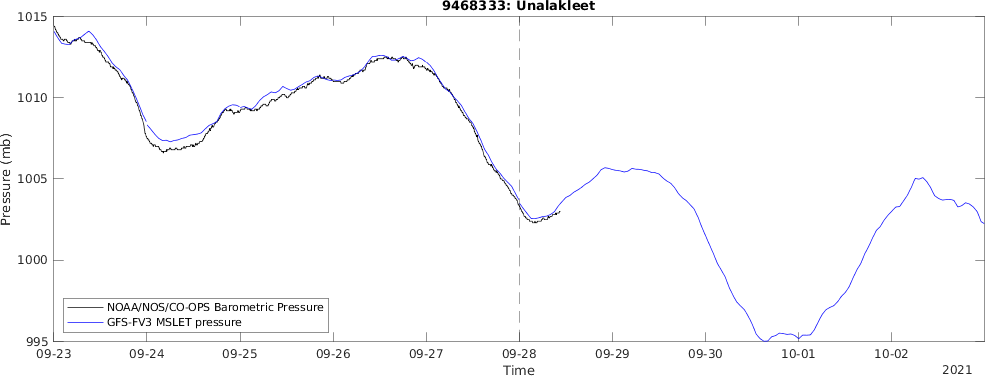 9468333: Unalakleet
Pressure (mb)
1015
1010
1005
1000
995
NOAA/NOS/CO-OPS Barometric Pressure
GFS-FV3 MSLET pressure
09-23 09-24 09-25 09-26 09-27 09-28 09-29 09-30 10-01 10-02
Time
2021